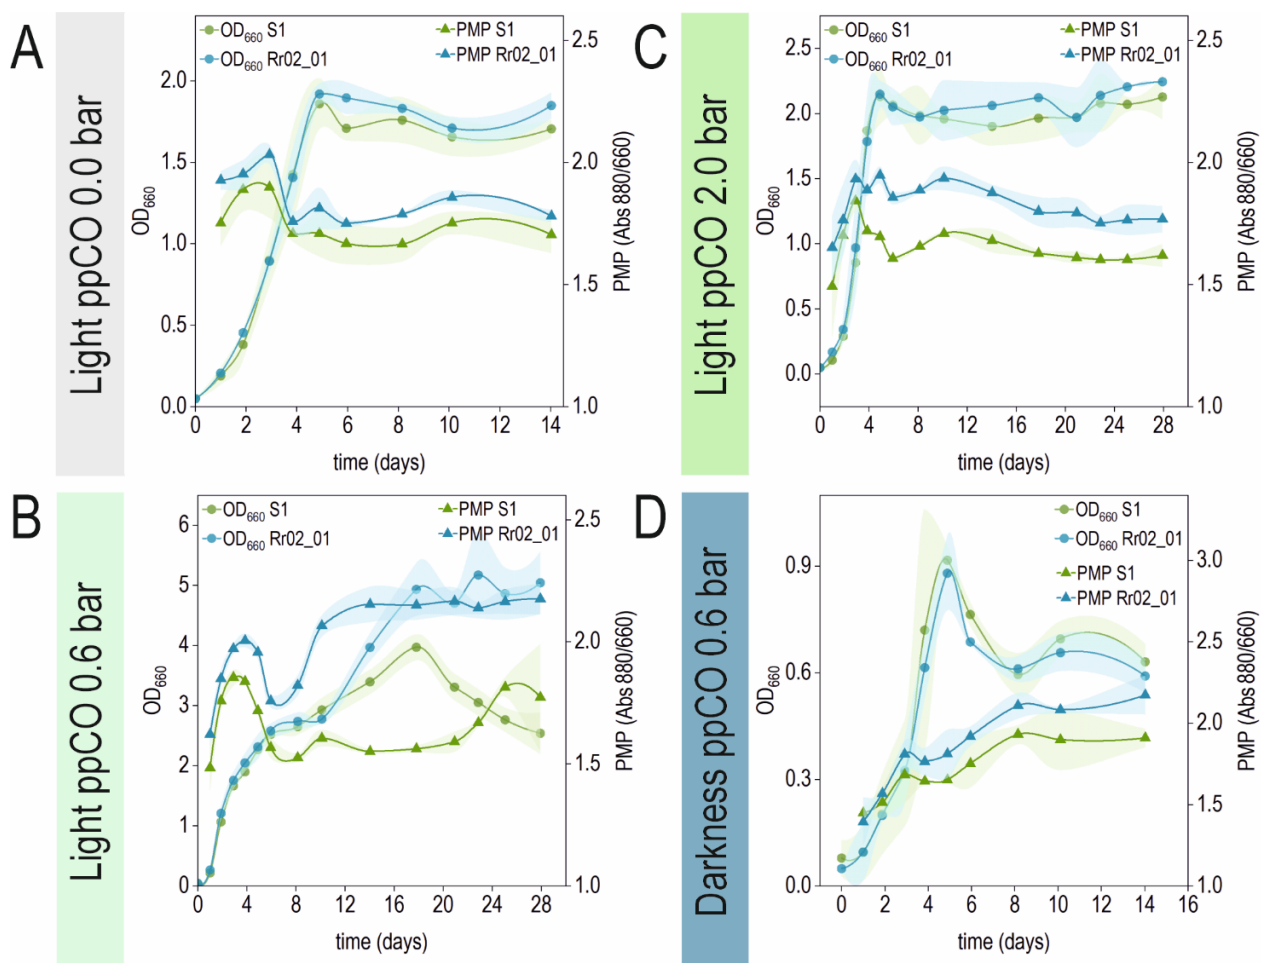 A
Light ppCO 0.0 bar
OD660 S1
OD660 Rr02_01
PMP S1
PMP Rr02_01
2.0
1.5
1.0
0.5
0.0
OD660
2.5
2.0
1.5
1.0
PMP (Abs 880/660)
0 2 4 6 8 10 12 14
time (days)
C
Light ppCO 2.0 bar
OD660 S1
OD660 Rr02_01
PMP S1
PMP Rr02_01
2.5
2.0
1.5
1.0
0.5
0.0
OD660
2.5
2.0
1.5
1.0
PMP (Abs 880/660)
0 4 8 12 16 20 24 28
time (days)
B
Light ppCO 0.6 bar
OD660 S1
OD660 Rr02_01
PMP S1
PMP Rr02_01
6
5
4
3
2
1
0
OD660
2.5
2.0
1.5
1.0
PMP (Abs 880/660)
0 4 8 12 16 20 24 28
time (days)
D
Darkness ppCO 0.6 bar
OD660 S1
OD660 Rr02_01
PMP S1
PMP Rr02_01
0.9
0.6
0.3
0.0
OD660
3.0
2.5
2.0
1.5
1.0
PMP (Abs 880/660)
0 2 4 6 8 10 12 14 16
time (days)